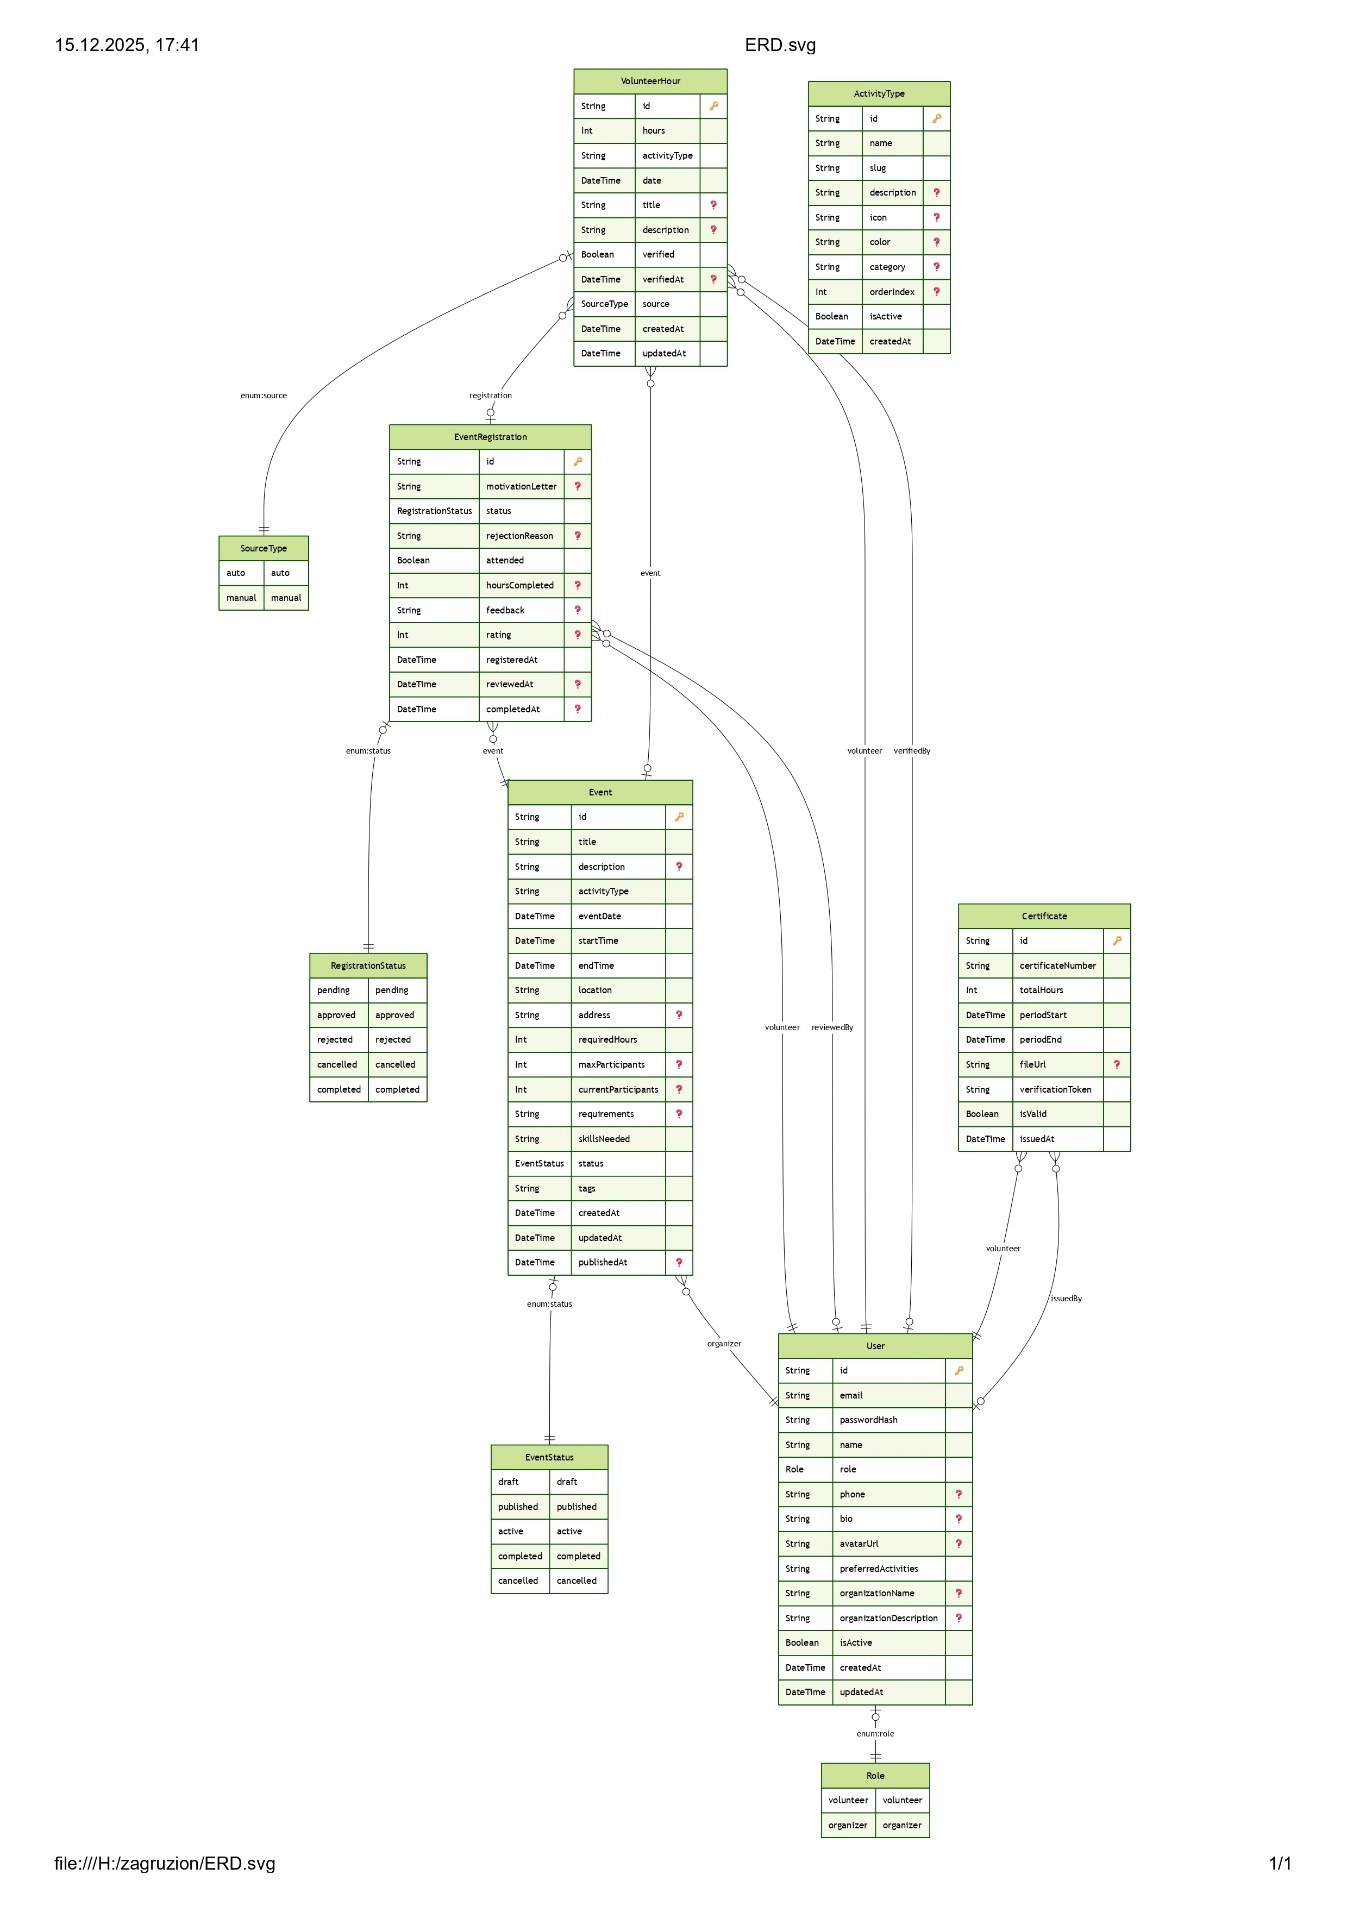 15.12.2025, 17:41 ERD.svg
VolunteerHour
String id
Int hours
String activityType
DateTime date
String title ?
String description ?
Boolean verified
DateTime verifiedAt ?
SourceType source
DateTime createdAt
DateTime updatedAt
ActivityType
String id
String name
String slug
String description ?
String icon ?
String color ?
String category ?
Int orderIndex ?
Boolean isActive
DateTime createdAt
enum:source
registration
EventRegistration
String id
String motivationLetter ?
RegistrationStatus status
String rejectionReason ?
Boolean attended
Int hoursCompleted ?
String feedback ?
Int rating ?
DateTime registeredAt
DateTime reviewedAt ?
DateTime completedAt ?
SourceType
auto auto
manual manual
event
enum:status
event
volunteer
verifiedBy
Event
String id
String title
String description ?
String activityType
DateTime eventDate
DateTime startTime
DateTime endTime
String location
String address ?
Int requiredHours
Int maxParticipants ?
Int currentParticipants ?
String requirements ?
String skillsNeeded
EventStatus status
String tags
DateTime createdAt
DateTime updatedAt
DateTime publishedAt ?
RegistrationStatus
pending pending
approved approved
rejected rejected
cancelled cancelled
completed completed
volunteer
reviewedBy
Certificate
String id
String certificateNumber
Int totalHours
DateTime periodStart
DateTime periodEnd
String fileUrl ?
String verificationToken
Boolean isValid
DateTime issuedAt
volunteer
issuedBy
enum:status
organizer
User
String id
String email
String passwordHash
String name
Role role
String phone ?
String bio ?
String avatarUrl ?
String preferredActivities
String organizationName ?
String organizationDescription ?
Boolean isActive
DateTime createdAt
DateTime updatedAt
EventStatus
draft draft
published published
active active
completed completed
cancelled cancelled
enum:role
Role
volunteer volunteer
organizer organizer
file:///H:/zagruzion/ERD.svg 1/1